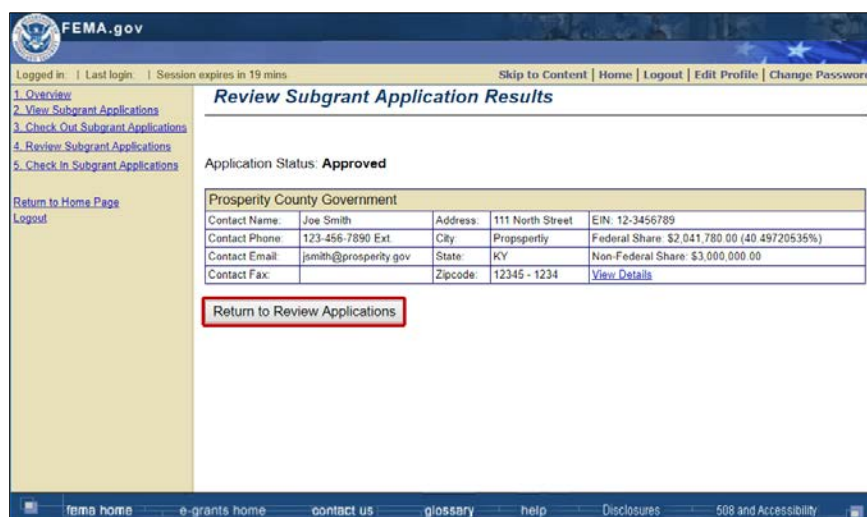 FEMA.gov
Logged in: | Last login: | Session expires in 19 mins
Skip to Content | Home | Logout | Edit Profile | Change Password
1. Overview
2. View Subgrant Applications
3. Check Out Subgrant Applications
4. Review Subgrant Applications
5. Check In Subgrant Applications
Return to Home Page
Logout
Review Subgrant Application Results
Application Status: Approved
Prosperity County Government
Contact Name: Joe Smith Address: 111 North Street EIN: 12-3456789
Contact Phone: 123-456-7890 Ext. City: Propspertiy Federal Share: $2,041,780.00 (40.49720535%)
Contact Email: jsmith@prosperity.gov State: KY Non-Federal Share: $3,000,000.00
Contact Fax: Zipcode: 12345 - 1234 View Details
Return to Review Applications
fema home e-grants home contact us glossary help Disclosures 508 and Accessibility